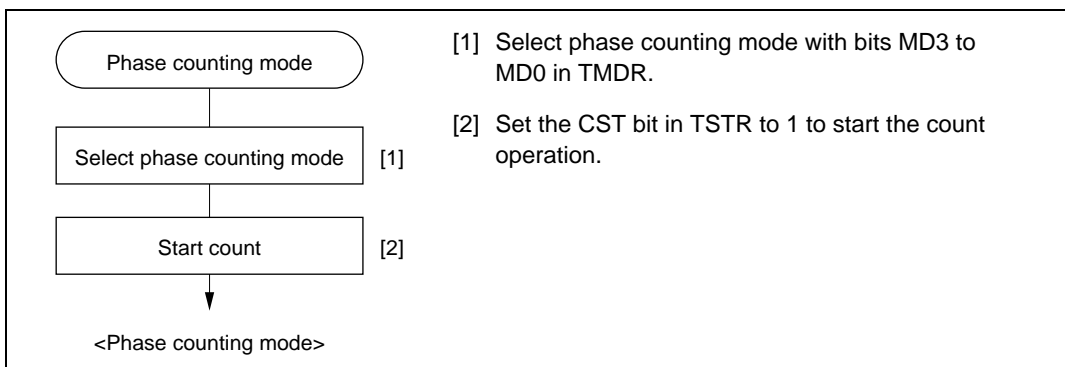 Phase counting mode
Select phase counting mode [1]
Start count [2]
<Phase counting mode>
[1] Select phase counting mode with bits MD3 to
MD0 in TMDR.
[2] Set the CST bit in TSTR to 1 to start the count
operation.